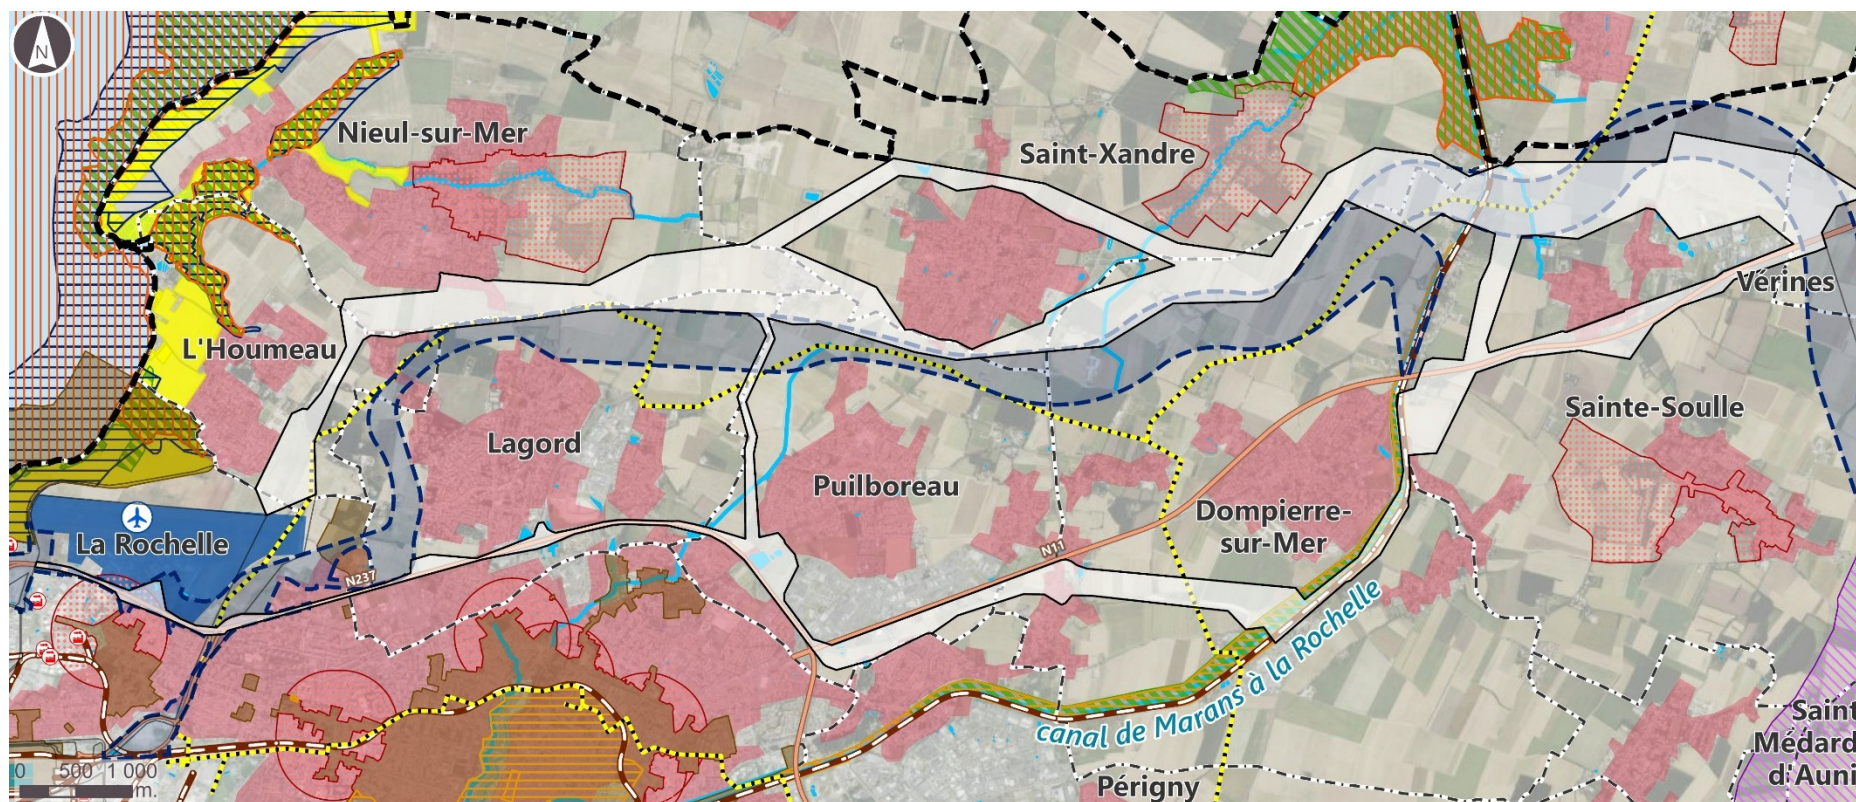 N
Nieul-sur-Mer
Saint-Xandre
Vérines
L'Houmeau
Sainte-Soulle
Lagord
Puilboreau
Dompierre-
sur-Mer
La Rochelle
N11
N237
canal de Marans à la Rochelle
Saint
Médard
d'Auni
Périgny
0 500 1 000
m.